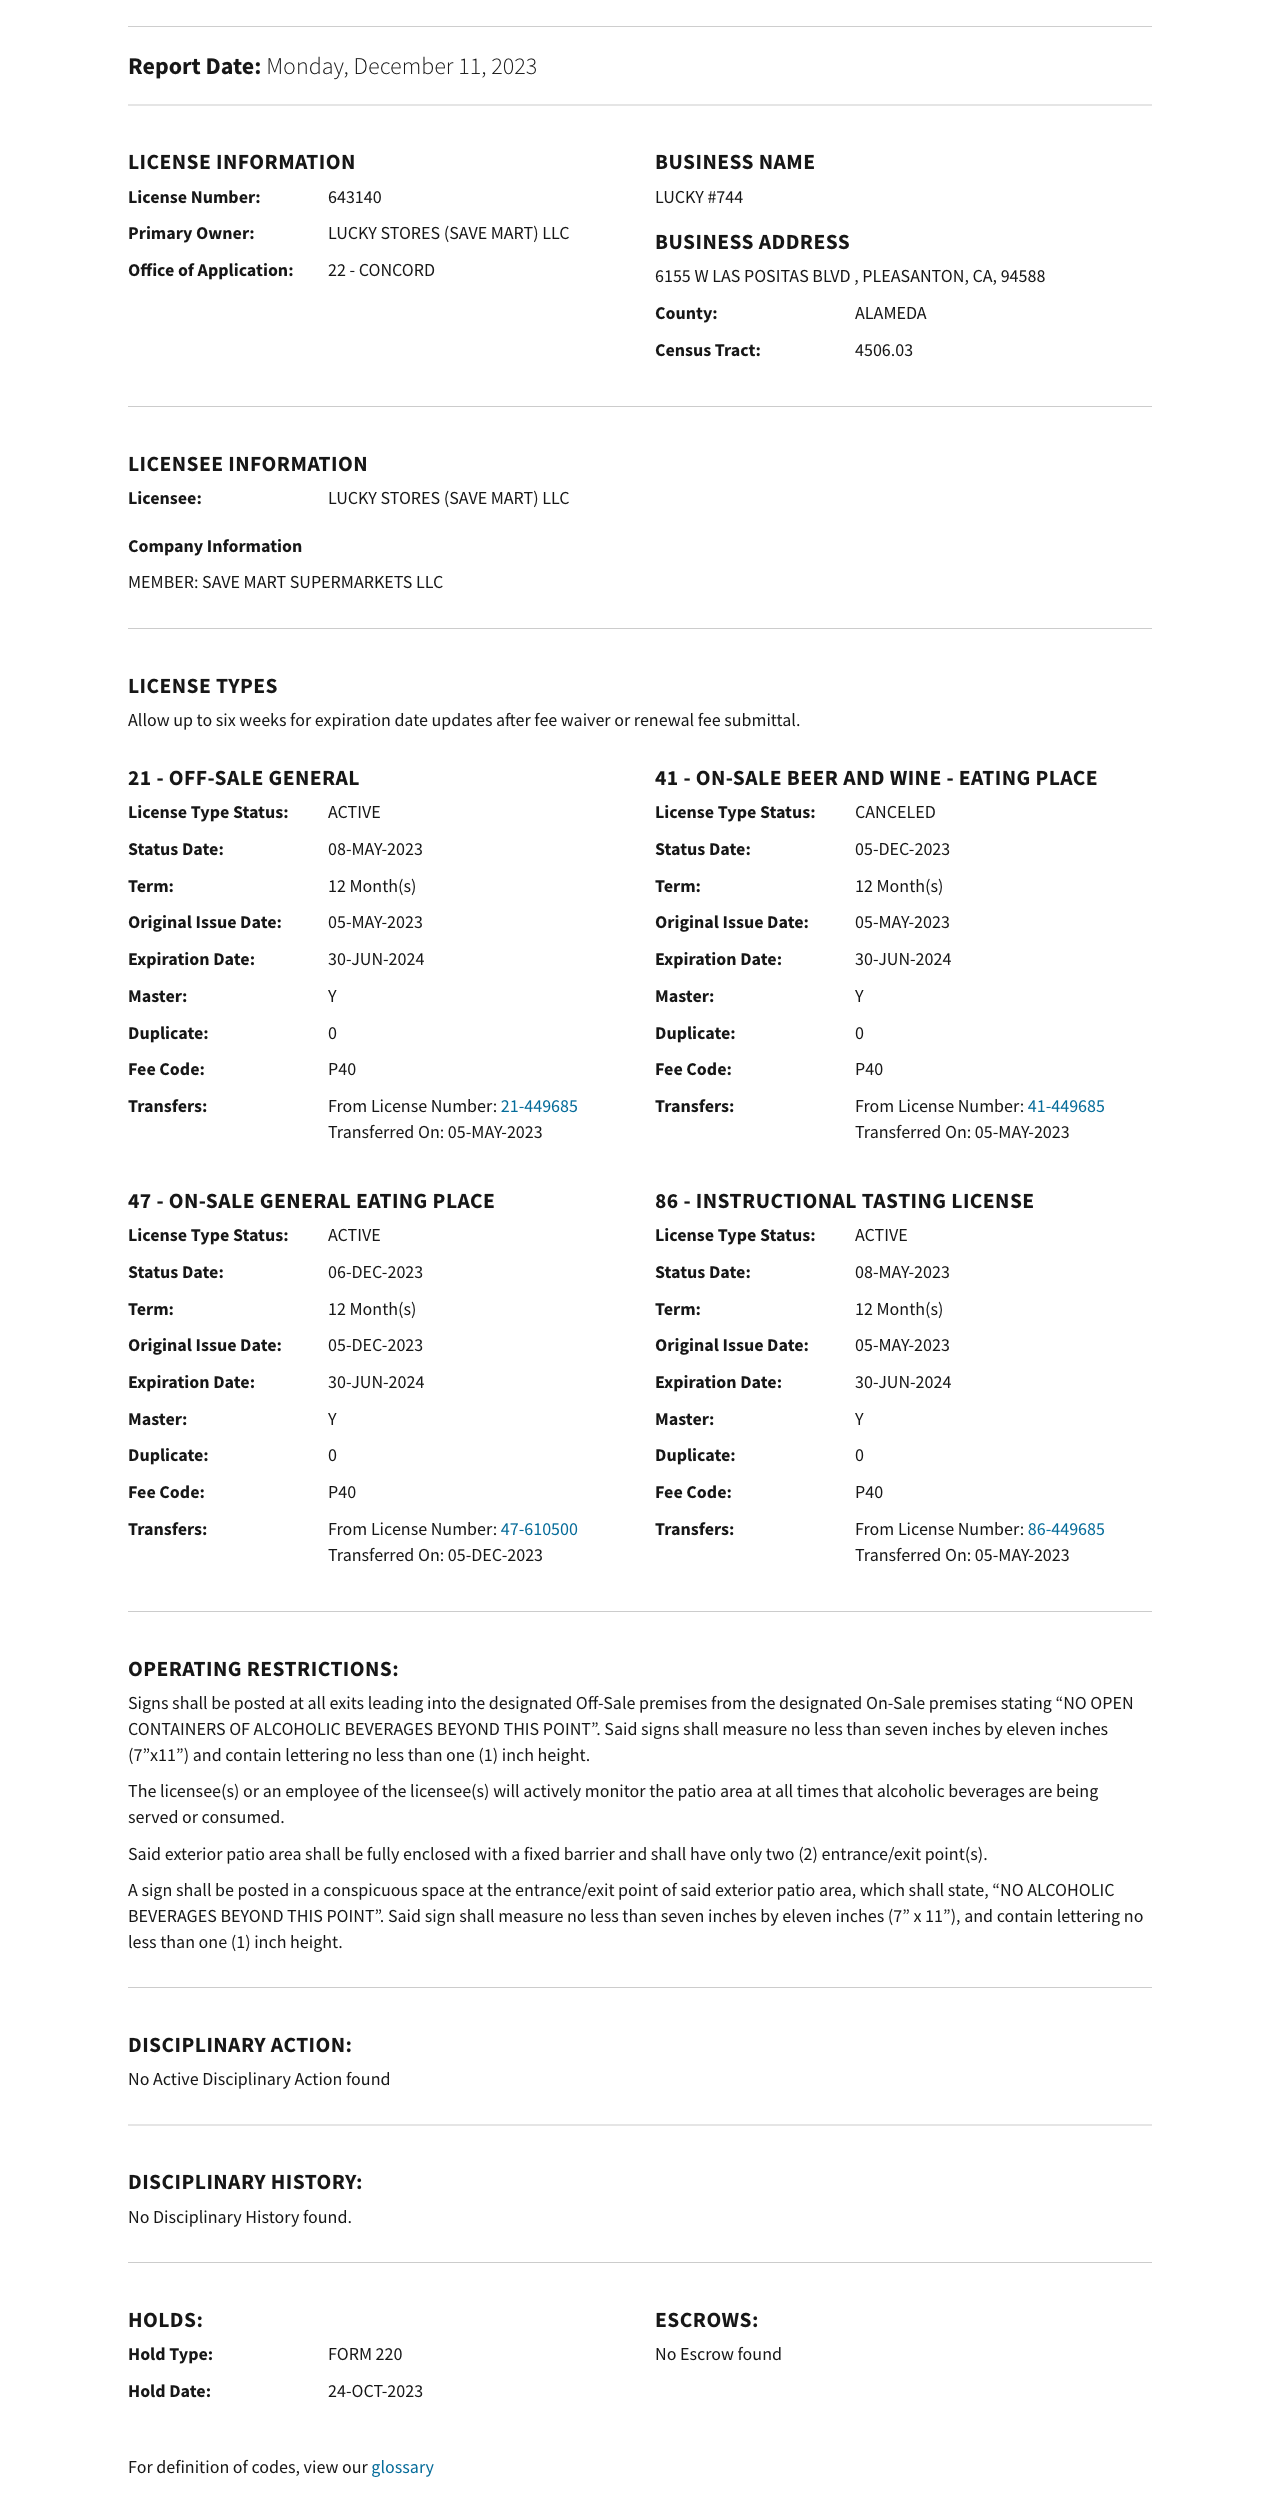 Report Date: Monday, December 11, 2023
LICENSE INFORMATION
License Number: 643140
Primary Owner: LUCKY STORES (SAVE MART) LLC
Office of Application: 22 - CONCORD
BUSINESS NAME
LUCKY #744
BUSINESS ADDRESS
6155 W LAS POSITAS BLVD , PLEASANTON, CA, 94588
County: ALAMEDA
Census Tract: 4506.03
LICENSEE INFORMATION
Licensee: LUCKY STORES (SAVE MART) LLC
Company Information
MEMBER: SAVE MART SUPERMARKETS LLC
LICENSE TYPES
Allow up to six weeks for expiration date updates after fee waiver or renewal fee submittal.
21 - OFF-SALE GENERAL
License Type Status: ACTIVE
Status Date: 08-MAY-2023
Term: 12 Month(s)
Original Issue Date: 05-MAY-2023
Expiration Date: 30-JUN-2024
Master: Y
Duplicate: 0
Fee Code: P40
Transfers: From License Number: 21-449685
Transferred On: 05-MAY-2023
41 - ON-SALE BEER AND WINE - EATING PLACE
License Type Status: CANCELED
Status Date: 05-DEC-2023
Term: 12 Month(s)
Original Issue Date: 05-MAY-2023
Expiration Date: 30-JUN-2024
Master: Y
Duplicate: 0
Fee Code: P40
Transfers: From License Number: 41-449685
Transferred On: 05-MAY-2023
47 - ON-SALE GENERAL EATING PLACE
License Type Status: ACTIVE
Status Date: 06-DEC-2023
Term: 12 Month(s)
Original Issue Date: 05-DEC-2023
Expiration Date: 30-JUN-2024
Master: Y
Duplicate: 0
Fee Code: P40
Transfers: From License Number: 47-610500
Transferred On: 05-DEC-2023
86 - INSTRUCTIONAL TASTING LICENSE
License Type Status: ACTIVE
Status Date: 08-MAY-2023
Term: 12 Month(s)
Original Issue Date: 05-MAY-2023
Expiration Date: 30-JUN-2024
Master: Y
Duplicate: 0
Fee Code: P40
Transfers: From License Number: 86-449685
Transferred On: 05-MAY-2023
OPERATING RESTRICTIONS:
Signs shall be posted at all exits leading into the designated Off-Sale premises from the designated On-Sale premises stating “NO OPEN
CONTAINERS OF ALCOHOLIC BEVERAGES BEYOND THIS POINT”. Said signs shall measure no less than seven inches by eleven inches
(7”x11”) and contain lettering no less than one (1) inch height.
The licensee(s) or an employee of the licensee(s) will actively monitor the patio area at all times that alcoholic beverages are being
served or consumed.
Said exterior patio area shall be fully enclosed with a fixed barrier and shall have only two (2) entrance/exit point(s).
A sign shall be posted in a conspicuous space at the entrance/exit point of said exterior patio area, which shall state, “NO ALCOHOLIC
BEVERAGES BEYOND THIS POINT”. Said sign shall measure no less than seven inches by eleven inches (7” x 11”), and contain lettering no
less than one (1) inch height.
DISCIPLINARY ACTION:
No Active Disciplinary Action found
DISCIPLINARY HISTORY:
No Disciplinary History found.
HOLDS:
Hold Type: FORM 220
Hold Date: 24-OCT-2023
ESCROWS:
No Escrow found
For definition of codes, view our glossary